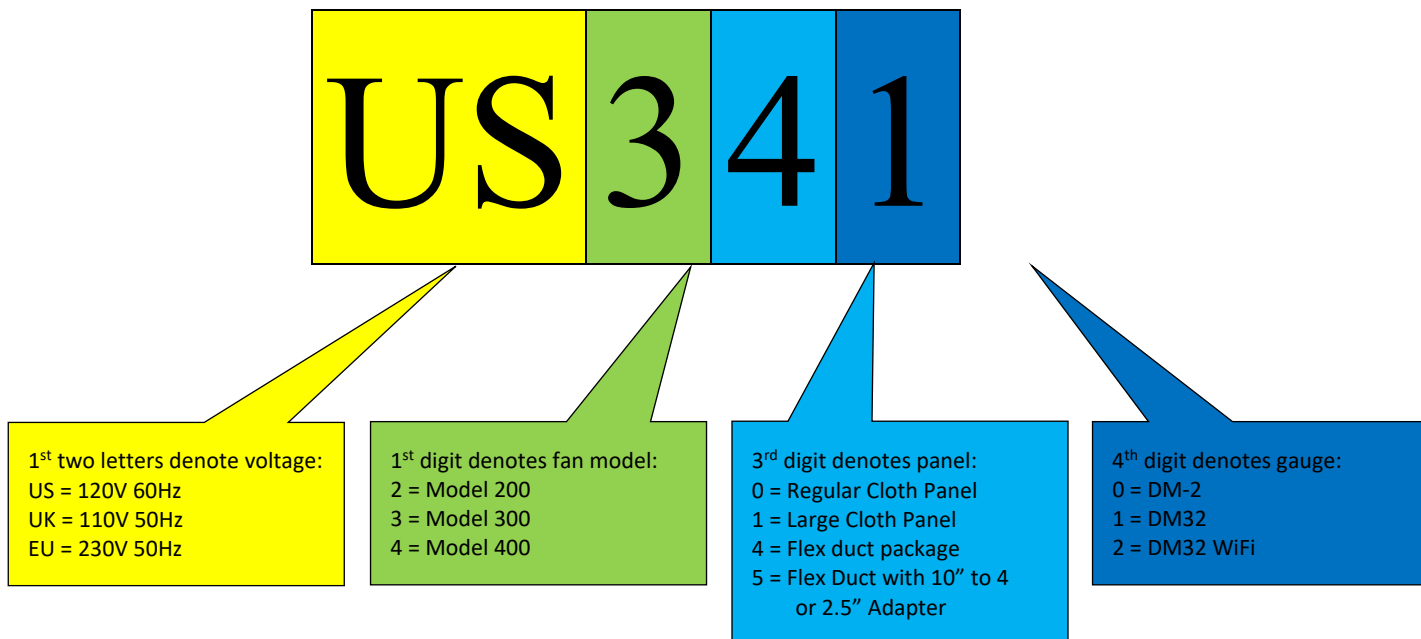 US341
1st two letters denote voltage:
US = 120V 60Hz
UK = 110V 50Hz
EU = 230V 50Hz
1st digit denotes fan model:
2 = Model 200
3 = Model 300
4 = Model 400
3rd digit denotes panel:
0 = Regular Cloth Panel
1 = Large Cloth Panel
4 = Flex duct package
5 = Flex Duct with 10” to 4
or 2.5” Adapter
4th digit denotes gauge:
0 = DM-2
1 = DM32
2 = DM32 WiFi